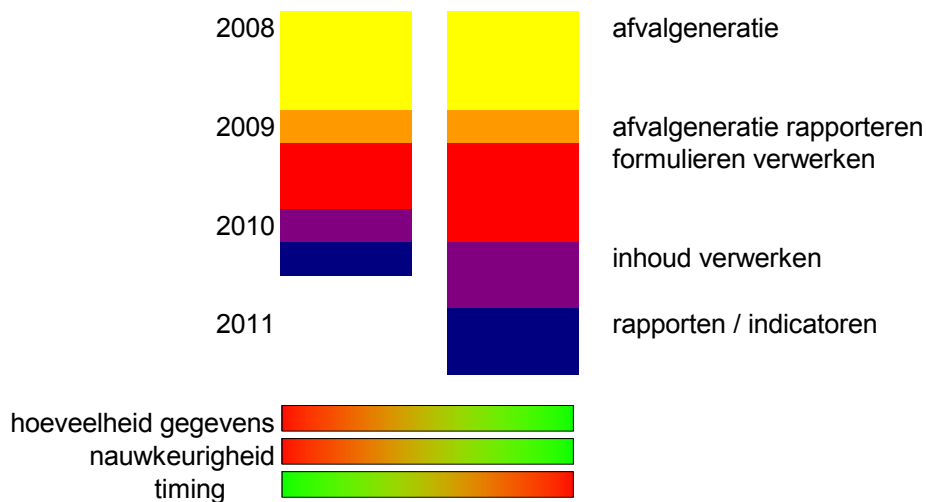 2008 afvalgeneratie
2009 afvalgeneratie rapporteren
formulieren verwerken
2010
inhoud verwerken
2011 rapporten / indicatoren
hoeveelheid gegevens
nauwkeurigheid
timing